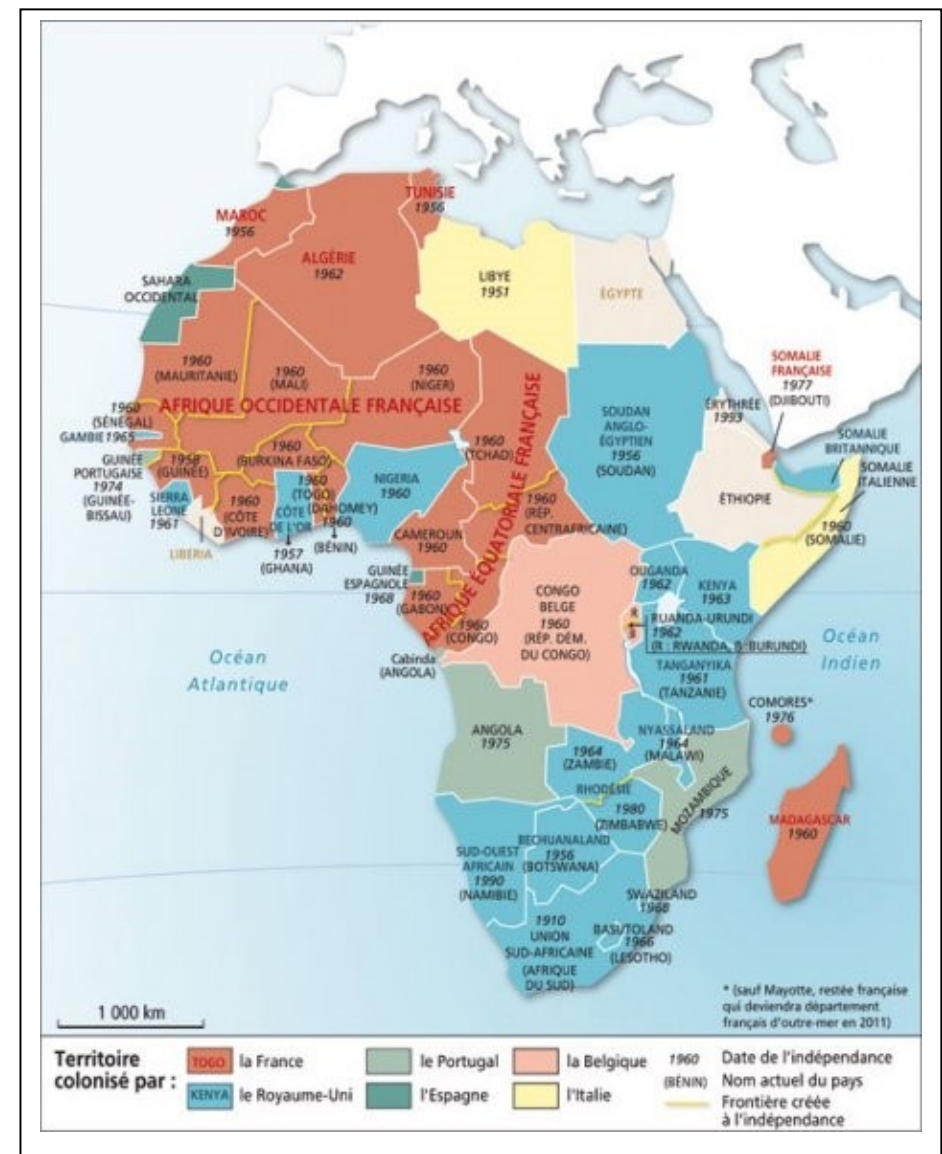 TUNISIE
1956
MAROC
1956
ALGÉRIE
1962
LIBYE
1951
ÉGYPTE
SAHARA
OCCIDENTAL
1960
(MAURITANIE)
1960
(MALI)
1960
(NIGER)
AFRIQUE OCCIDENTALE FRANÇAISE
AFRIQUE ÉQUATORIALE FRANÇAISE
1960
(TCHAD)
SOUDAN
ANGLO-
ÉGYPTIEN
1956
(SOUDAN)
ÉRYTHRÉE
1993
SOMALIE
FRANÇAISE
1977
(DJIBOUTI)
SOMALIE
BRITANNIQUE
SOMALIE
ITALIENNE
1960
(SOMALIE)
ÉTHIOPIE
1960
(SÉNÉGAL)
GAMBIE 1965
GUINÉE
PORTUGAISE
1974
(GUINÉE-
BISSAU)
1958
(GUINÉE)
SIERRA
LEONE
1961
LIBERIA
1960
(CÔTE
D'IVOIRE)
1960
(BURKINA FASO)
CÔTE
DE L'OR
1957
(GHANA)
1960
(TOGO)
(DAHOMEY)
1960
(BÉNIN)
NIGERIA
1960
CAMEROUN
1960
1960
(RÉP.
CENTRAFRICAINE)
GUINÉE
ESPAGNOLE
1968
1960
(GABON)
1960
(CONGO)
Cabinda
(ANGOLA)
CONGO
BELGE
1960
(RÉP. DÉM.
DU CONGO)
OUGANDA
1962
KENYA
1963
R
B
RUANDA-URUNDI
1962
(R : RWANDA, B :BURUNDI)
TANGANYIKA
1961
(TANZANIE)
Océan
Atlantique
Océan
Indien
COMORES*
1976
ANGOLA
1975
NYASSALAND
1964
(MALAWI)
1964
(ZAMBIE)
RHODÉSIE
1980
(ZIMBABWE)
MOZAMBIQUE
1975
MADAGASCAR
1960
SUD-OUEST
AFRICAIN
1990
(NAMIBIE)
BECHUANALAND
1956
(BOTSWANA)
SWAZILAND
1968
1910
UNION
SUD-AFRICAINE
(AFRIQUE
DU SUD)
BASUTOLAND
1966
(LESOTHO)
* (sauf Mayotte, restée française
qui deviendra département
français d'outre-mer en 2011)
1 000 km
Territoire
colonisé par :
TOGO la France
KENYA le Royaume-Uni
le Portugal
l'Espagne
la Belgique
l'Italie
1960 Date de l'indépendance
(BÉNIN) Nom actuel du pays
Frontière créée
à l'indépendance